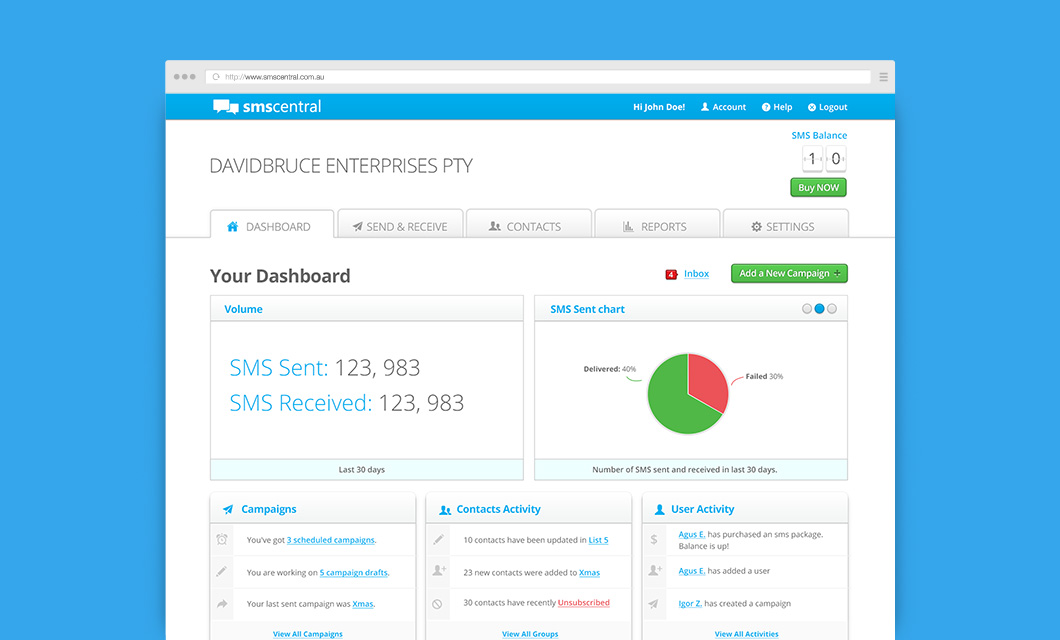 http://www.smscentral.com.au
smscentral
Hi John Doe!
Account
Help
Logout
SMS Balance
1 0
Buy NOW
DAVIDBRUCE ENTERPRISES PTY
DASHBOARD
SEND & RECEIVE
CONTACTS
REPORTS
SETTINGS
Your Dashboard
4 Inbox
Add a New Campaign +
Volume
SMS Sent: 123, 983
SMS Received: 123, 983
Last 30 days
SMS Sent chart
Delivered: 40%
Failed 30%
Number of SMS sent and received in last 30 days.
Campaigns
You've got 3 scheduled campaigns.
You are working on 5 campaign drafts.
Your last sent campaign was Xmas.
View All Campaigns
Contacts Activity
10 contacts have been updated in List 5
23 new contacts were added to Xmas
30 contacts have recently Unsubscribed
View All Groups
User Activity
Agus E. has purchased an sms package.
Balance is up!
Agus E. has added a user
Igor Z. has created a campaign
View All Activities